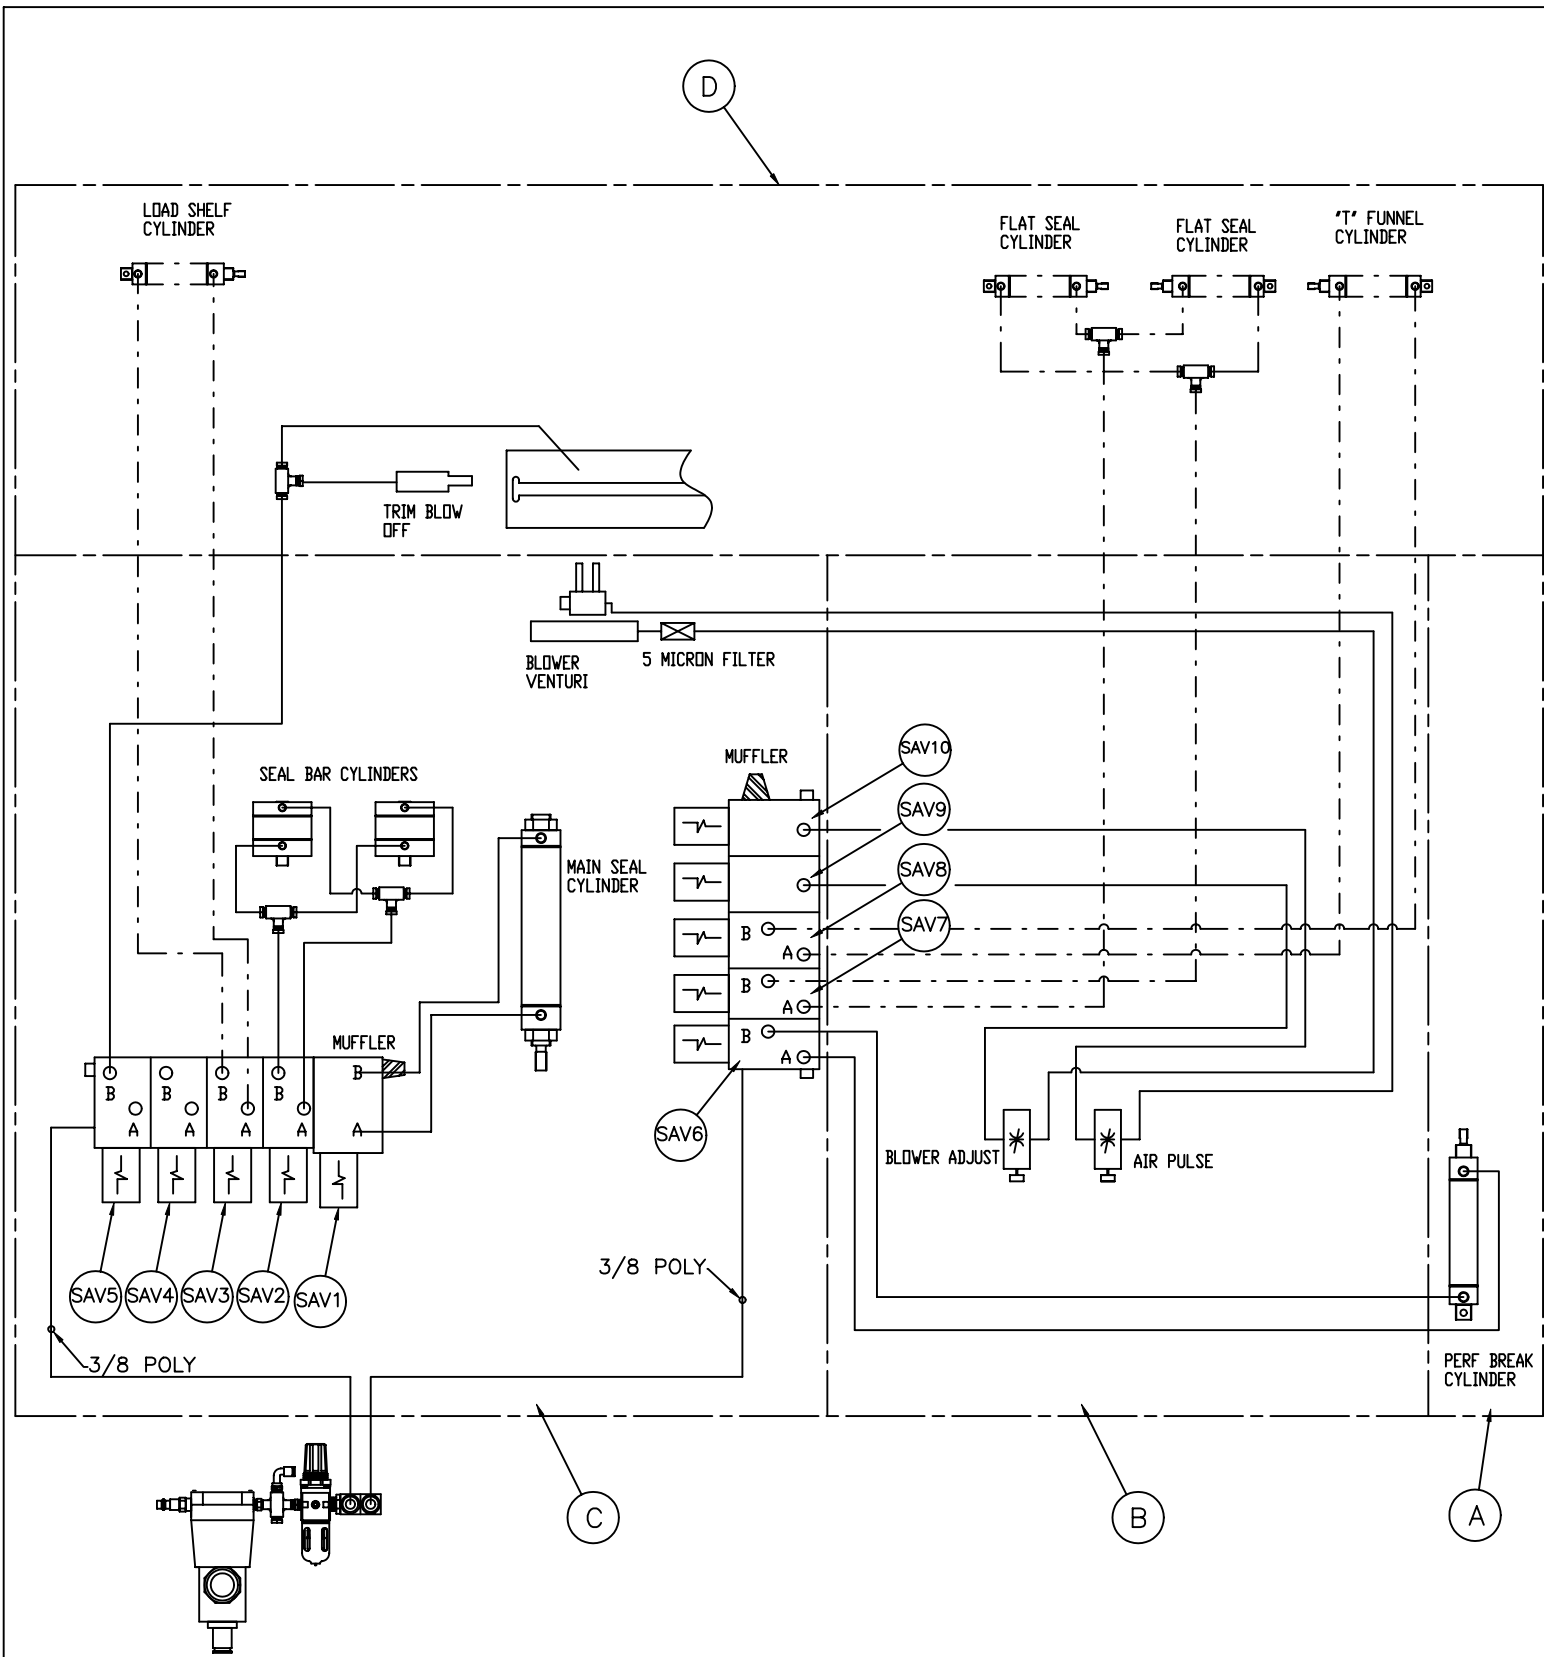 D
LOAD SHELF
CYLINDER
FLAT SEAL
CYLINDER
FLAT SEAL
CYLINDER
"T" FUNNEL
CYLINDER
TRIM BLOW
OFF
BLOWER
VENTURI
5 MICRON FILTER
MUFFLER
SAV10
SAV9
SAV8
SAV7
SEAL BAR CYLINDERS
MAIN SEAL
CYLINDER
B
A
B
A
B
A
MUFFLER
B
B
B
B
B
A
A
A
A
A
SAV6
BLOWER ADJUST
AIR PULSE
3/8 POLY
SAV5
SAV4
SAV3
SAV2
SAV1
3/8 POLY
PERF BREAK
CYLINDER
C
B
A